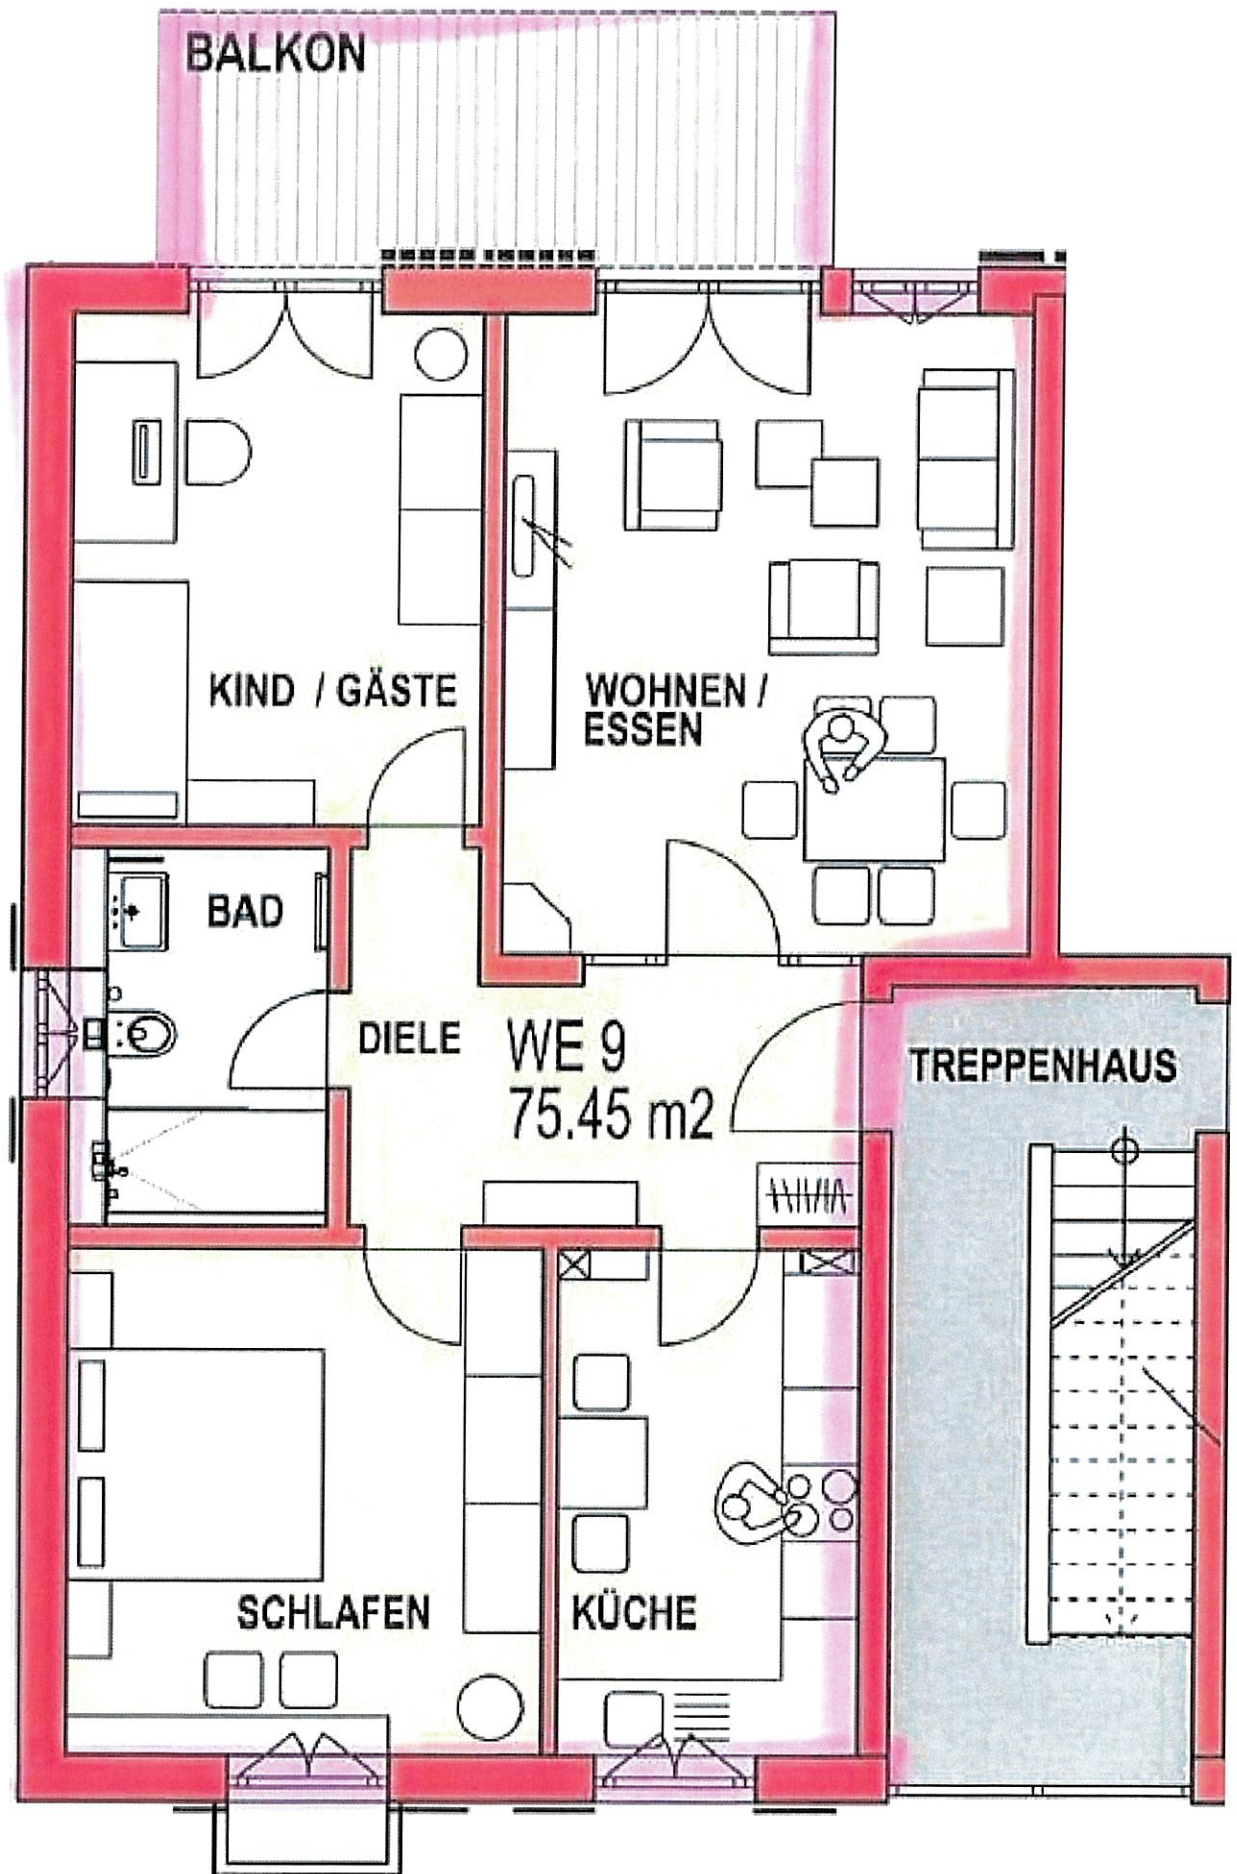 BALKON
KIND / GÄSTE
WOHNEN /
ESSEN
BAD
DIELE
WE 9
75.45 m2
TREPPENHAUS
SCHLAFEN
KÜCHE